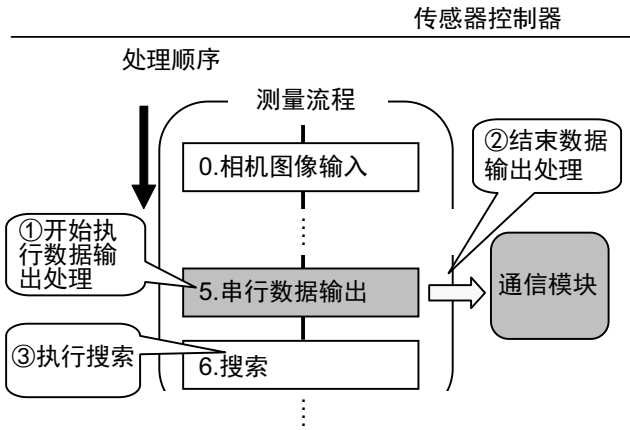 传感器控制器
处理顺序
测量流程
②结束数据
输出处理
0.相机图像输入
①开始执
行数据输
出处理
5.串行数据输出
通信模块
③执行搜索
6.搜索